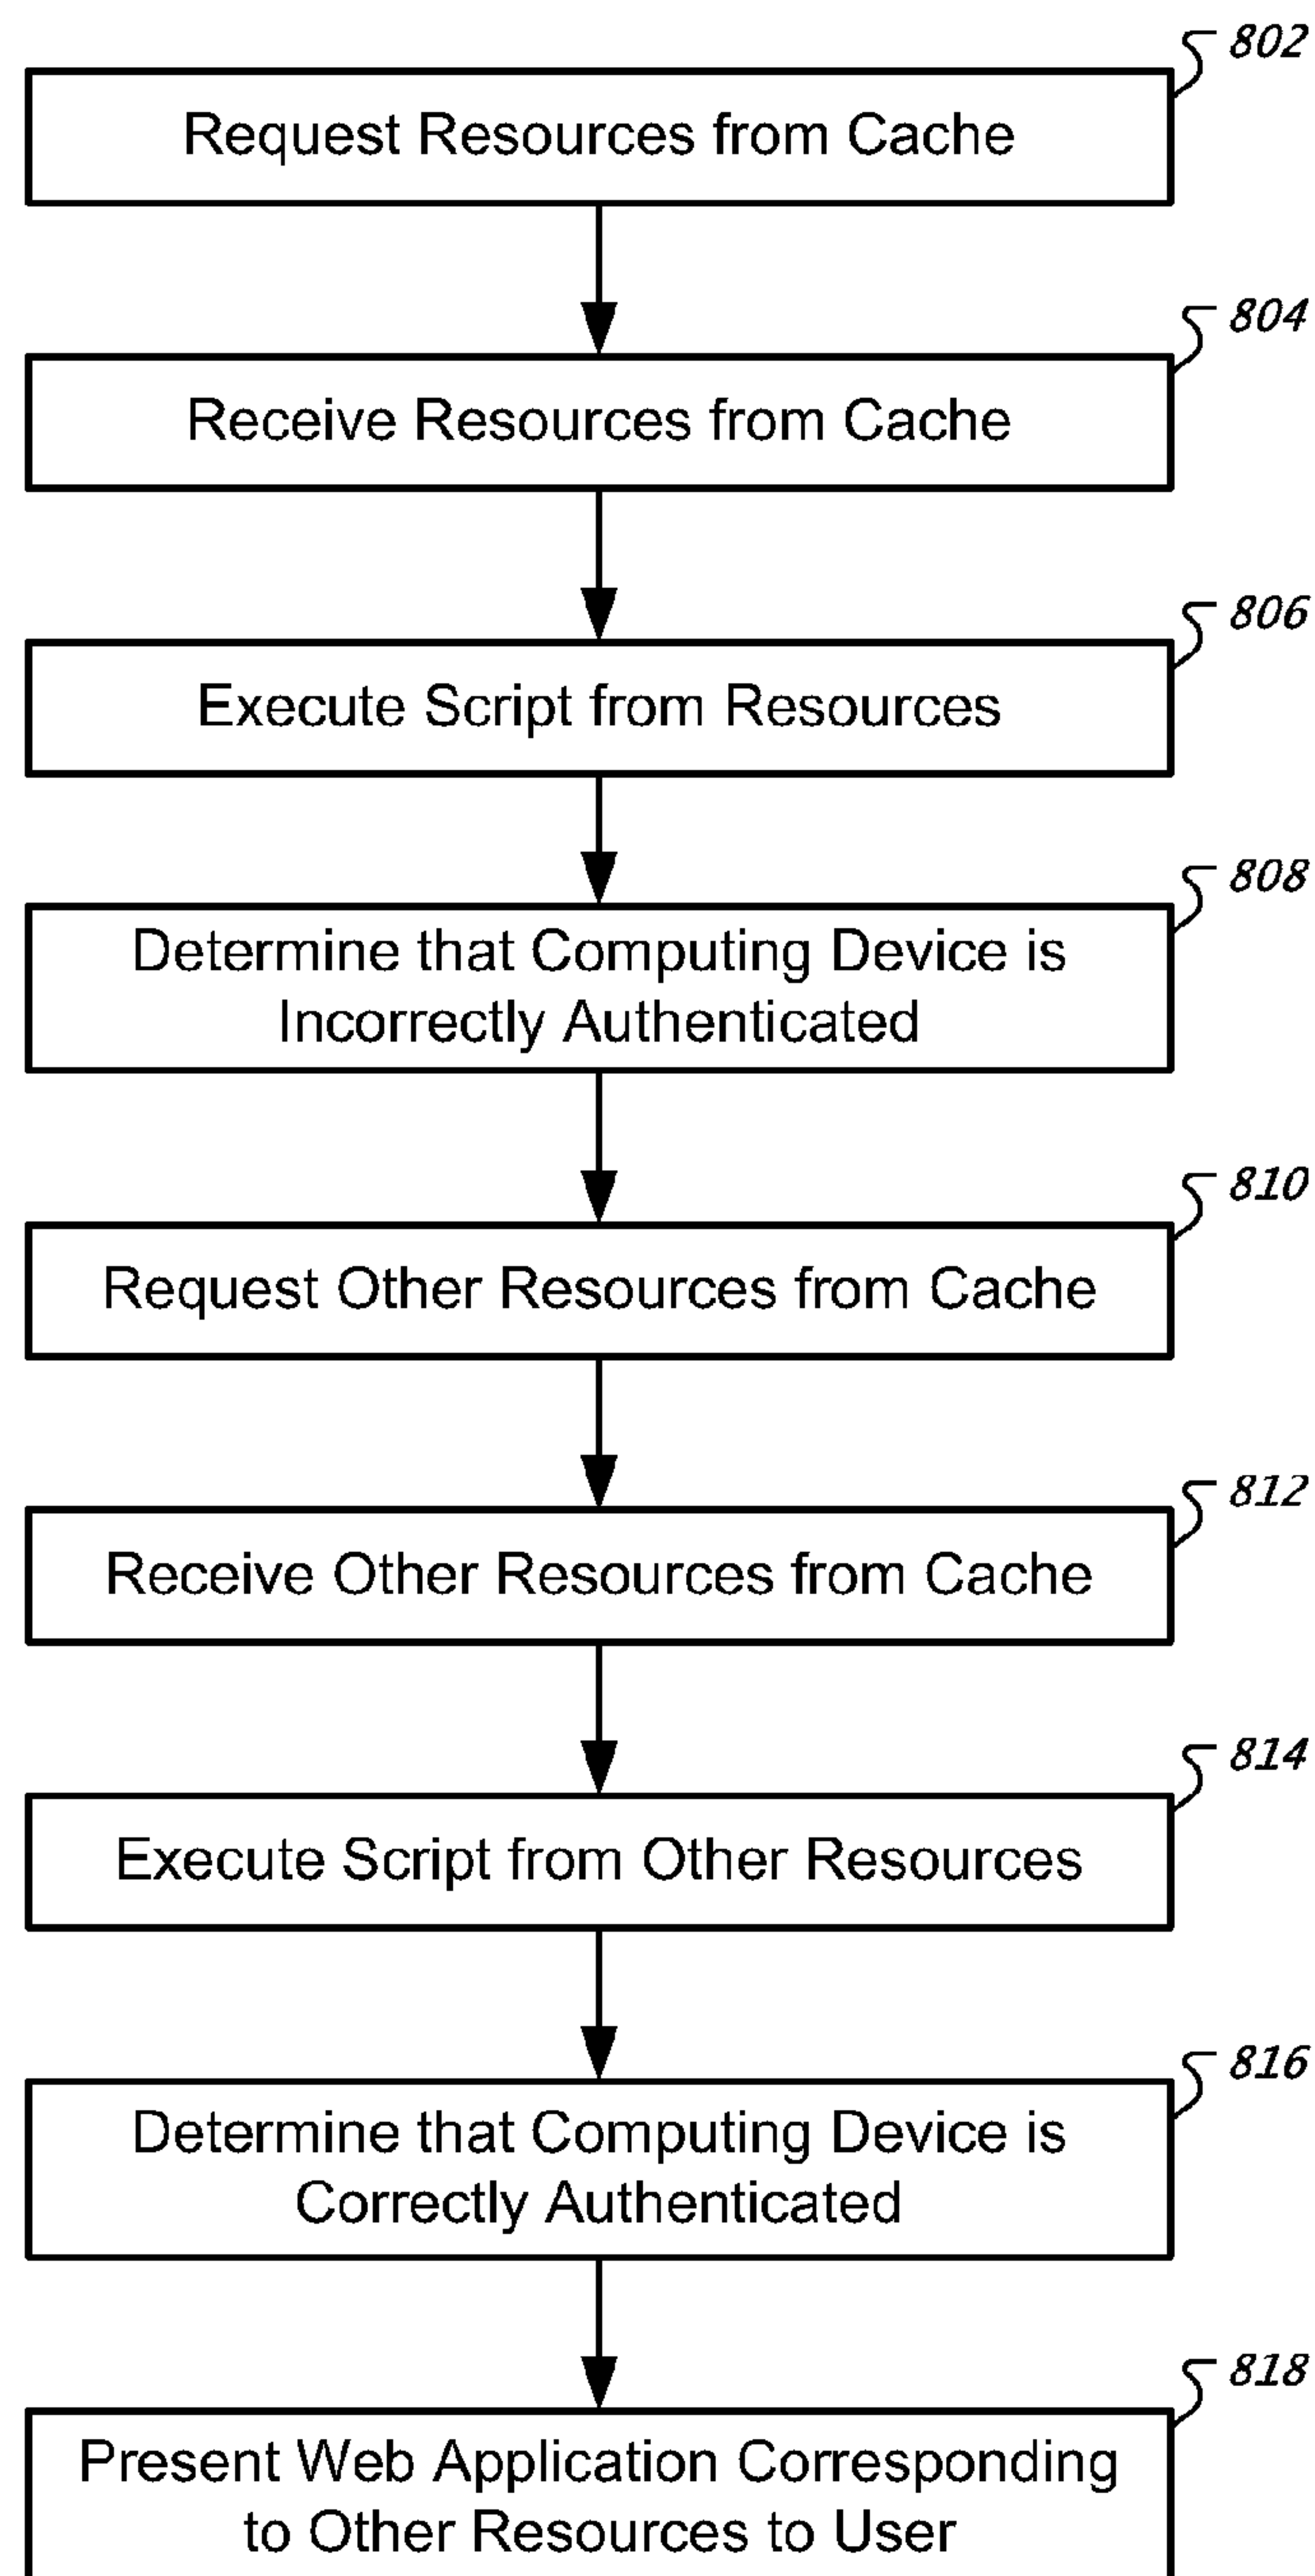 802
Request Resources from Cache
804
Receive Resources from Cache
806
Execute Script from Resources
808
Determine that Computing Device is
Incorrectly Authenticated
810
Request Other Resources from Cache
812
Receive Other Resources from Cache
814
Execute Script from Other Resources
816
Determine that Computing Device is
Correctly Authenticated
818
Present Web Application Corresponding
to Other Resources to User